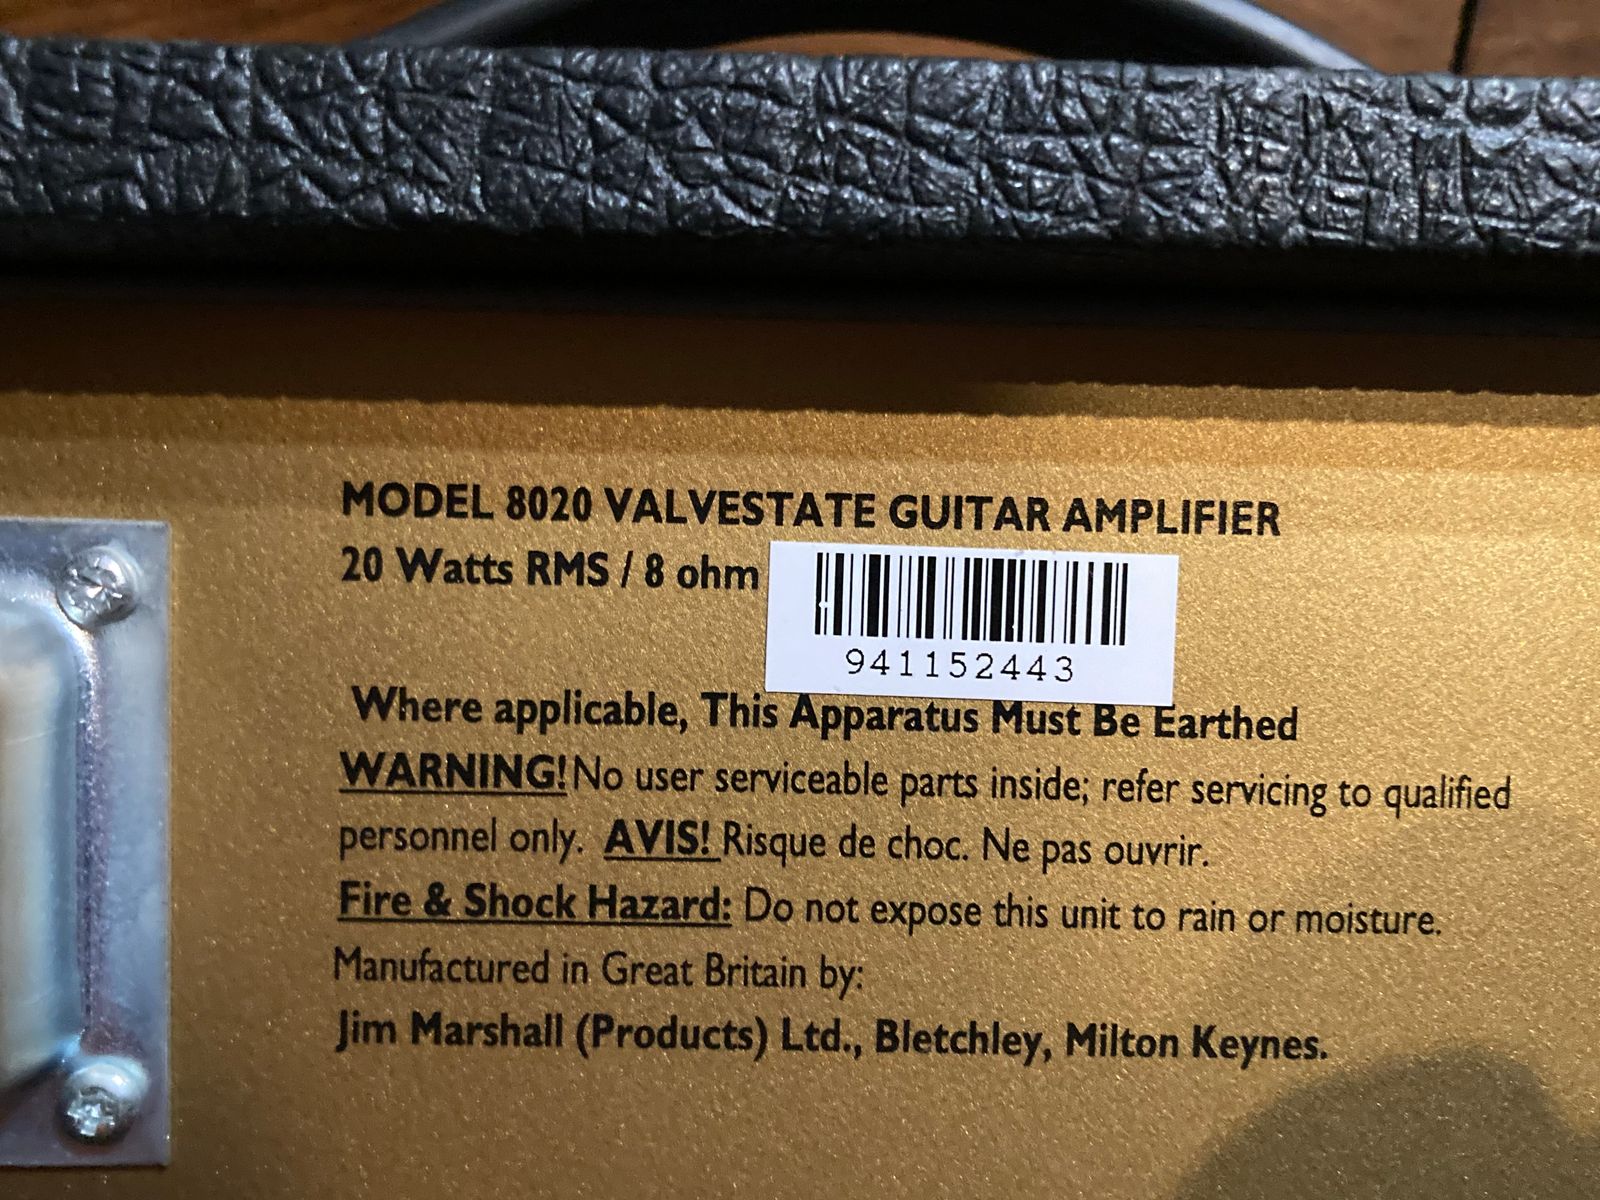 MODEL 8020 VALVESTATE GUITAR AMPLIFIER
20 Watts RMS / 8 ohm
941152443
Where applicable, This Apparatus Must Be Earthed
WARNING! No user serviceable parts inside; refer servicing to qualified
personnel only. AVIS! Risque de choc. Ne pas ouvrir.
Fire & Shock Hazard: Do not expose this unit to rain or moisture.
Manufactured in Great Britain by:
Jim Marshall (Products) Ltd., Bletchley, Milton Keynes.